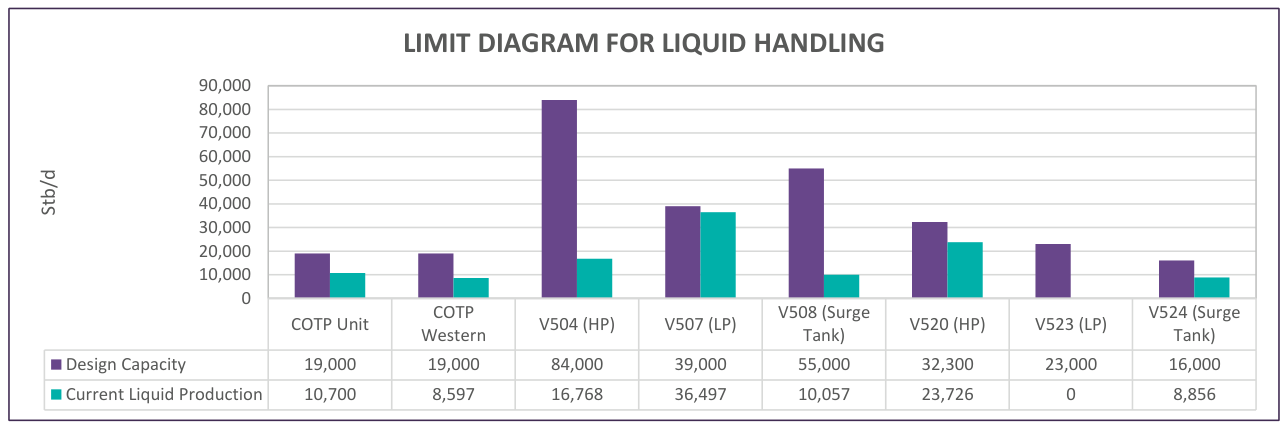 LIMIT DIAGRAM FOR LIQUID HANDLING
Stb/d
90,000
80,000
70,000
60,000
50,000
40,000
30,000
20,000
10,000
0
COTP Unit
COTP
Western
V504 (HP)
V507 (LP)
V508 (Surge
Tank)
V520 (HP)
V523 (LP)
V524 (Surge
Tank)
Design Capacity 19,000 19,000 84,000 39,000 55,000 32,300 23,000 16,000
Current Liquid Production 10,700 8,597 16,768 36,497 10,057 23,726 0 8,856